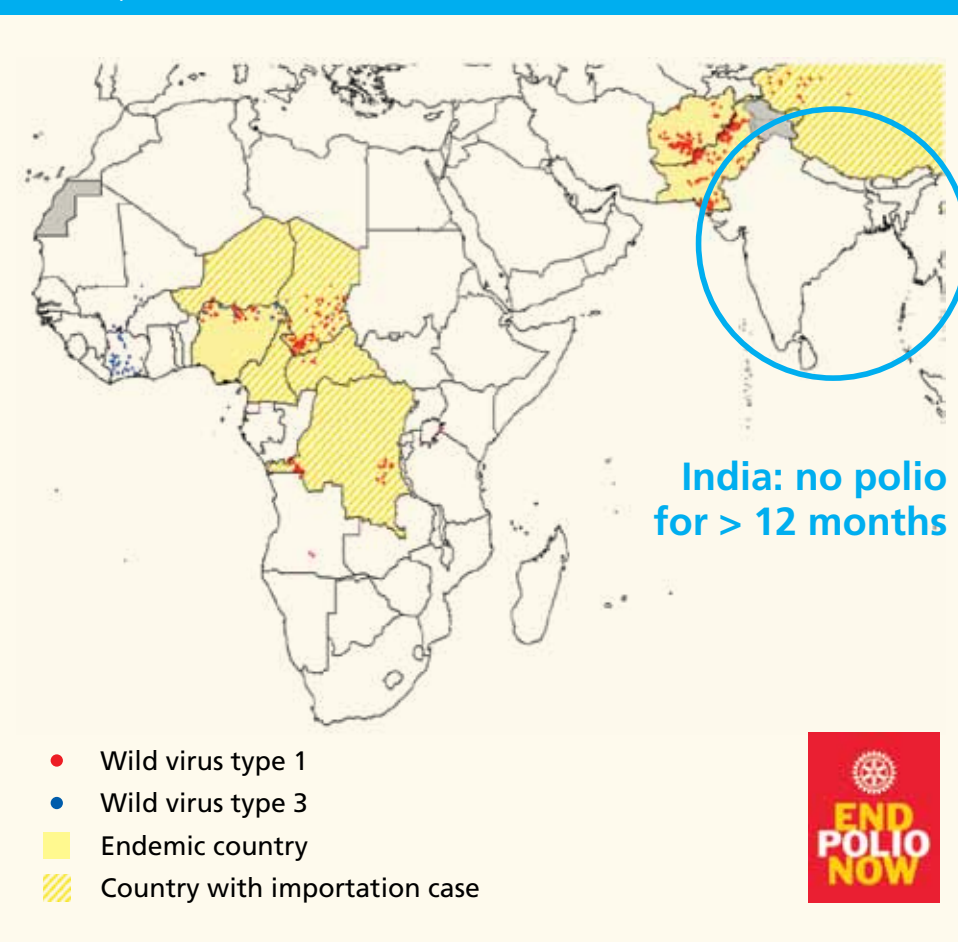 India: no polio
for > 12 months
Wild virus type 1
Wild virus type 3
Endemic country
Country with importation case
END
POLIO
NOW